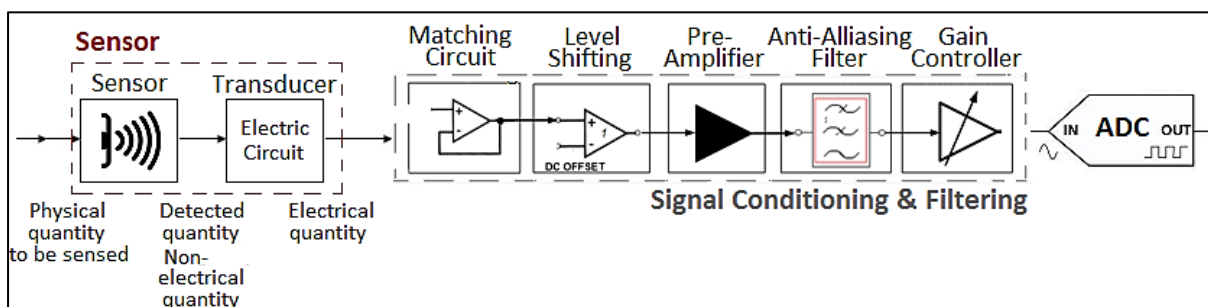 Sensor
Sensor
Transducer
Electric
Circuit
Physical
quantity
to be sensed
Detected
quantity
Non-
electrical
quantity
Electrical
quantity
Matching
Circuit
Level
Shifting
Pre-
Amplifier
Anti-Alliasing
Filter
Gain
Controller
+
-
+
-
1
DC OFFSET
Signal Conditioning & Filtering
IN
ADC
OUT